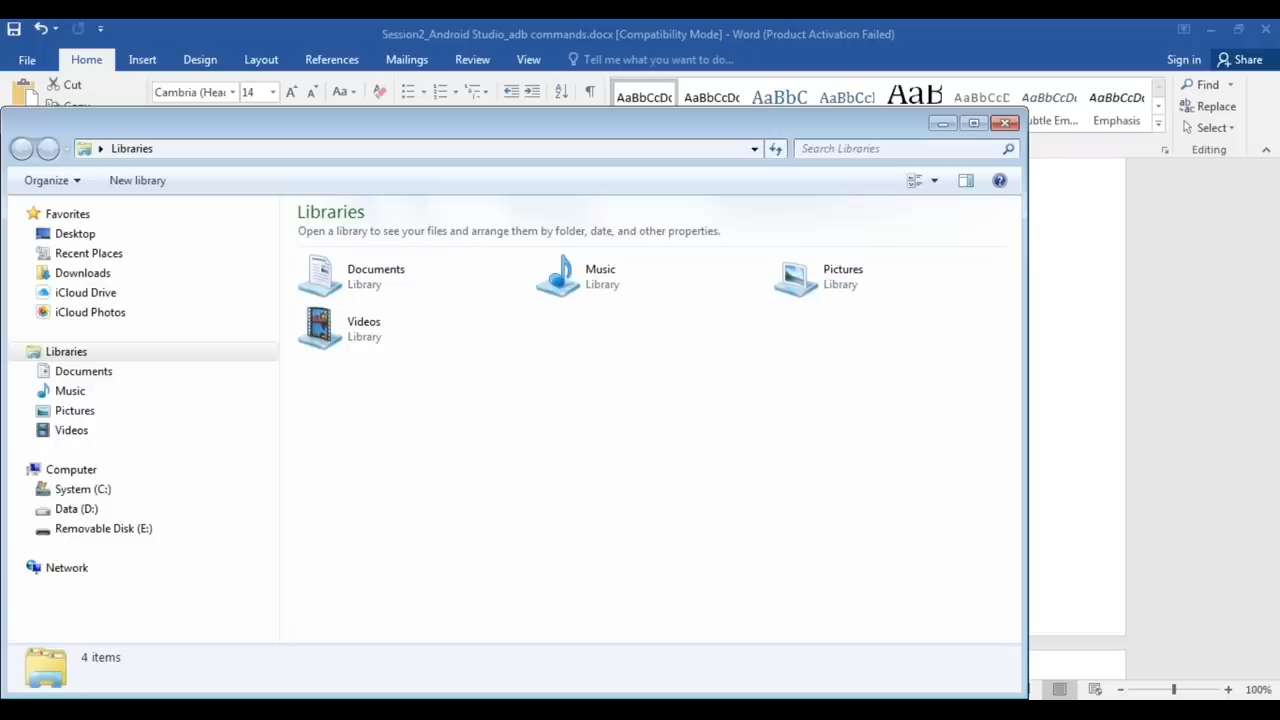 Session2_Android Studio_adb commands.docx [Compatibility Mode] - Word (Product Activation Failed)
File Home Insert Design Layout References Mailings Review View Tell me what you want to do... Sign in Share
Cut
Cambria (Hea 14 Aa AaBbCcDc AaBbCcDc AaBbC AaBbCcI AaBbCcD AaBbCcDc AaBbCcDc
Find
Replace
Select
Emphasis
Editing
Libraries
Search Libraries
Organize New library
Favorites
Desktop
Recent Places
Downloads
iCloud Drive
iCloud Photos
Libraries
Documents
Music
Pictures
Videos
Computer
System (C:)
Data (D:)
Removable Disk (E:)
Network
Libraries
Open a library to see your files and arrange them by folder, date, and other properties.
Documents
Library
Music
Library
Pictures
Library
Videos
Library
4 items
100%